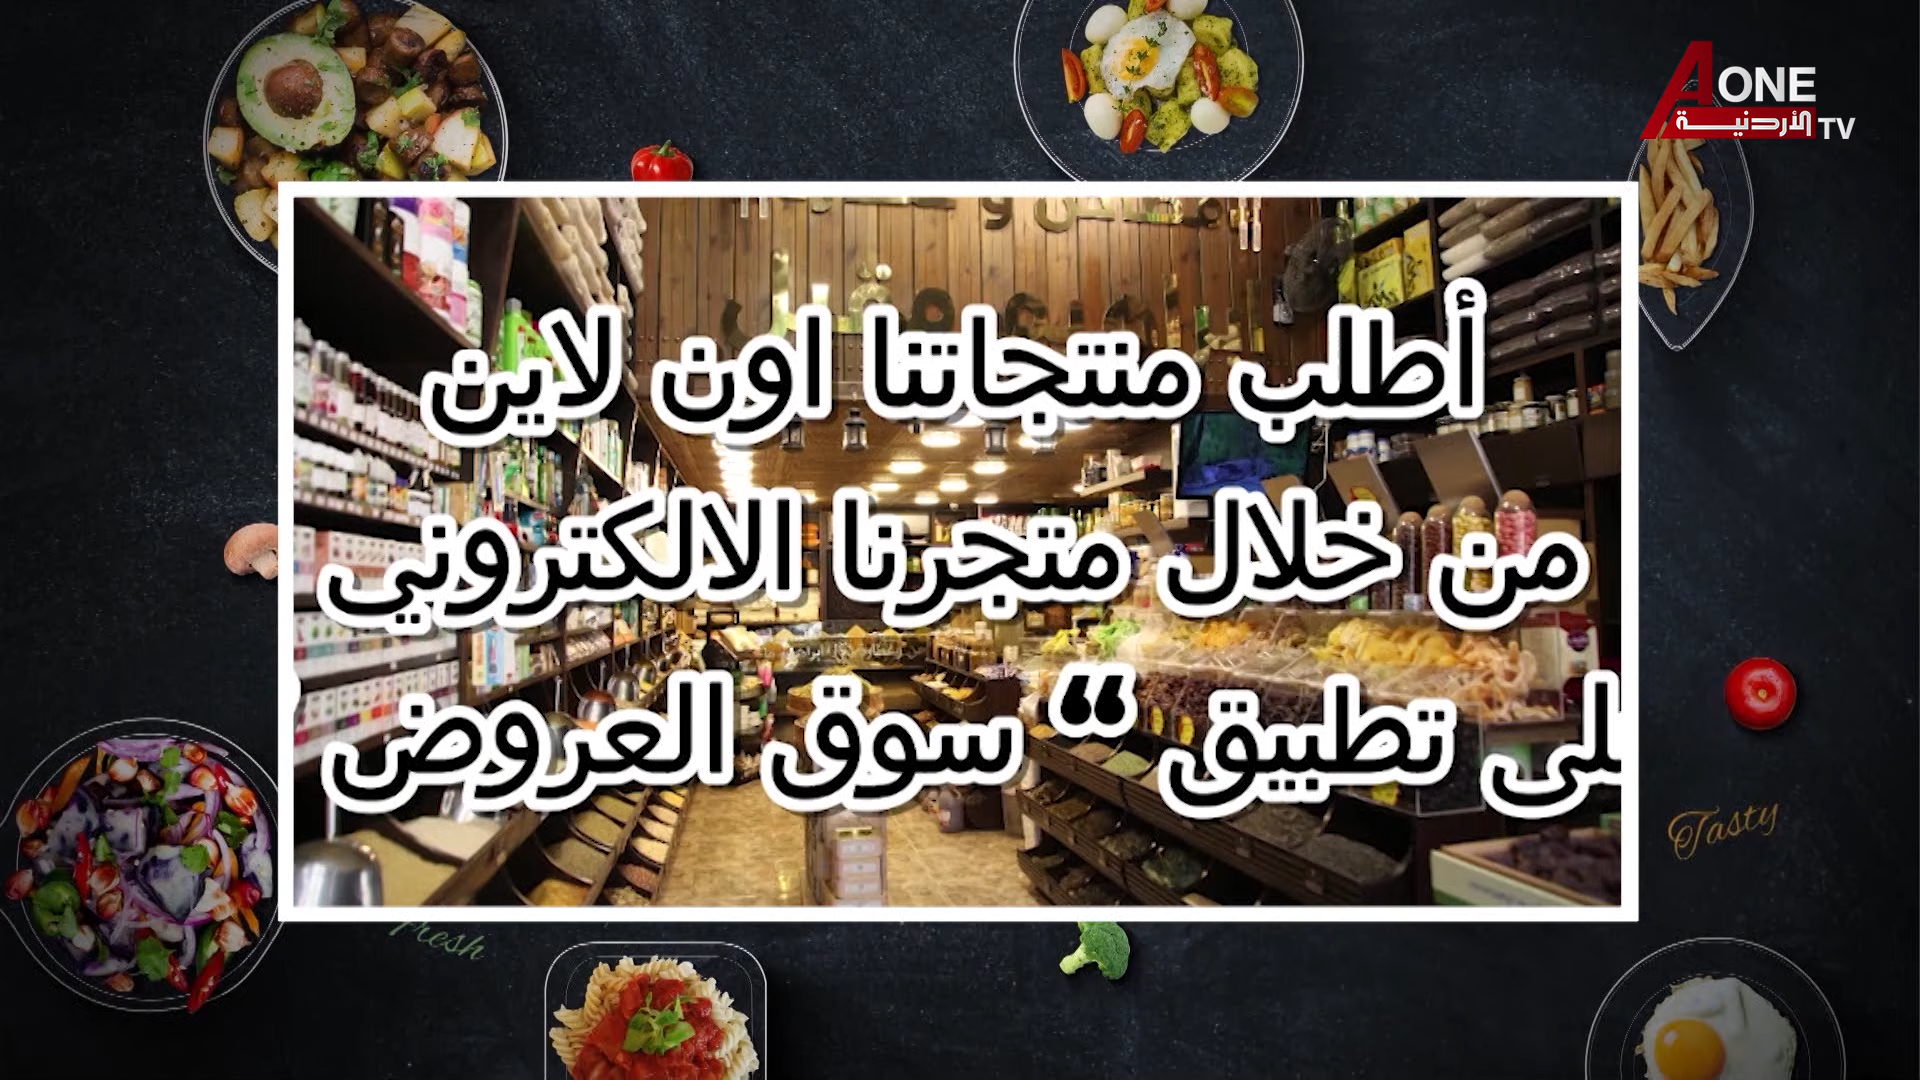 A ONE
الأردنية TV
أطلب منتجاتنا اون لاين
من خلال متجرنا الالكتروني
لى تطبيق “ سوق العروض
Tasty
Fresh